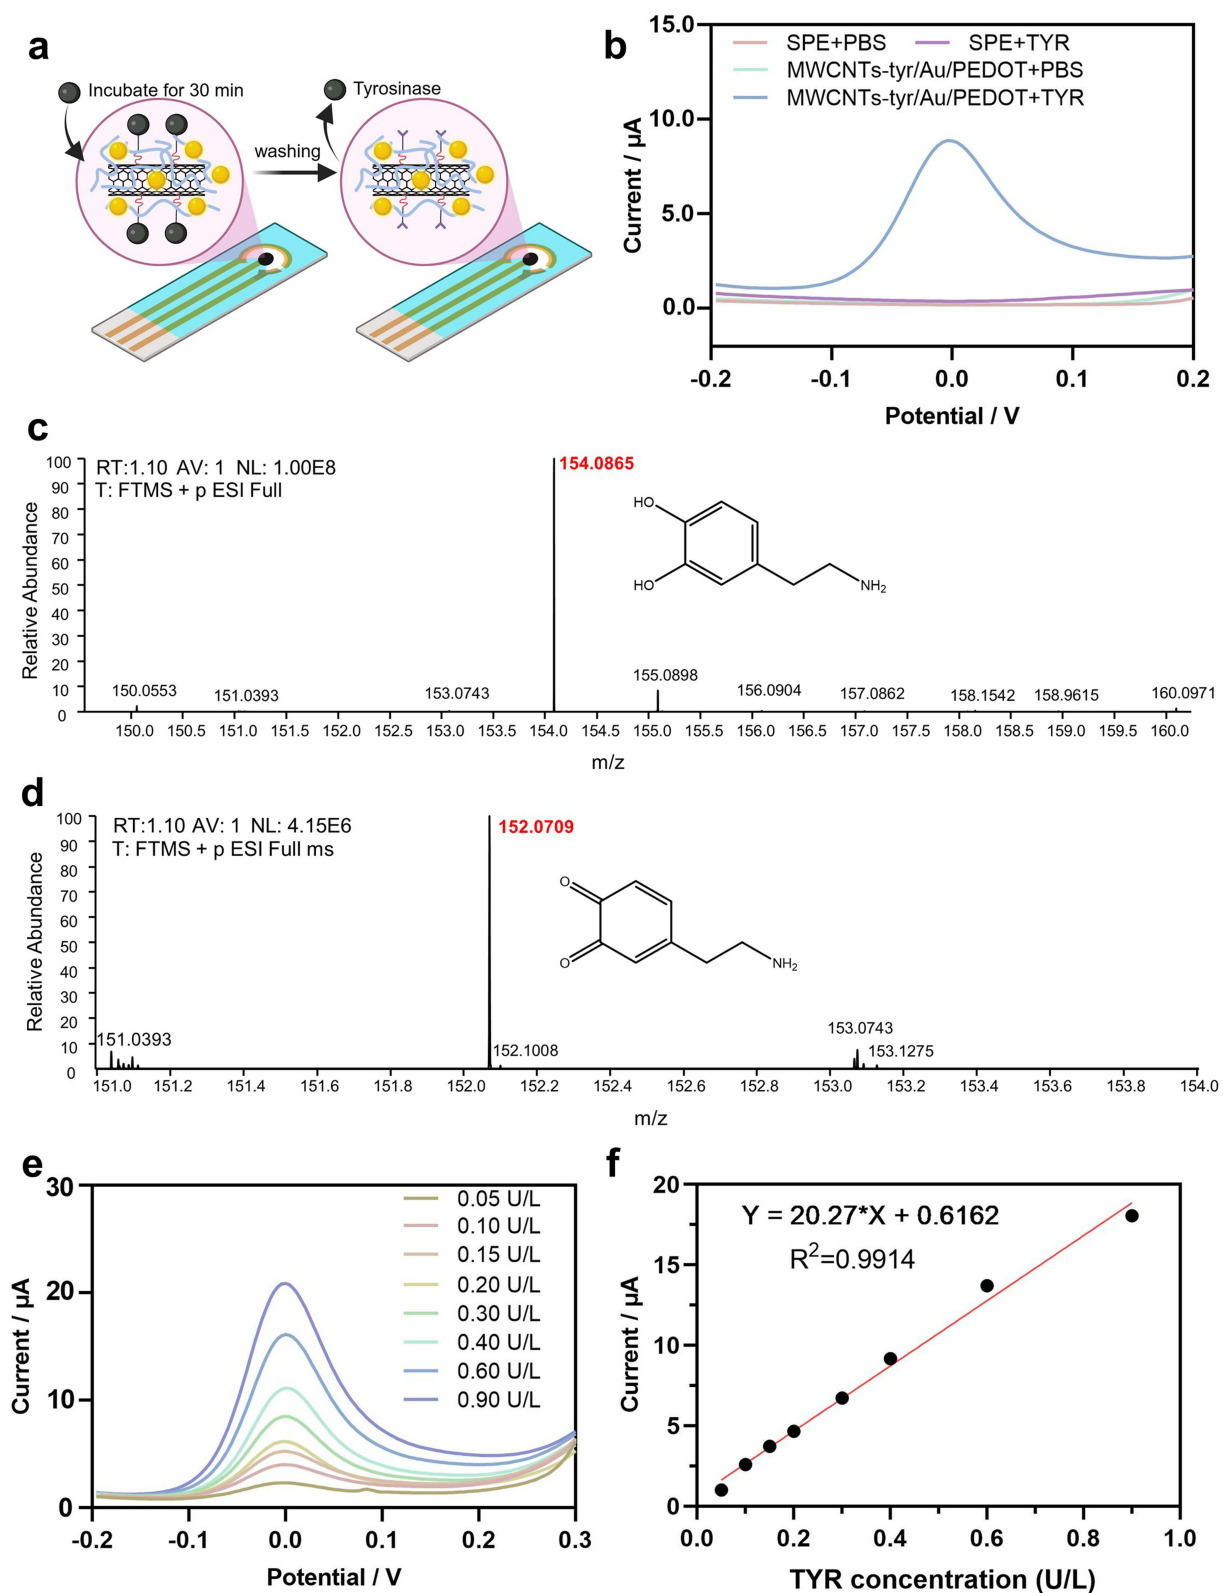 a
Incubate for 30 min
Tyrosinase
washing
b
15.0
10.0
5.0
0.0
Current / µA
SPE+PBS
SPE+TYR
MWCNTs-tyr/Au/PEDOT+PBS
MWCNTs-tyr/Au/PEDOT+TYR
-0.2 -0.1 0.0 0.1 0.2
Potential / V
c
RT:1.10 AV: 1 NL: 1.00E8
T: FTMS + p ESI Full
154.0865
HO
HO
NH2
Relative Abundance
100
90
80
70
60
50
40
30
20
10
0
150.0553
151.0393
153.0743
155.0898
156.0904
157.0862
158.1542
158.9615
160.0971
150.0 150.5 151.0 151.5 152.0 152.5 153.0 153.5 154.0 154.5 155.0 155.5 156.0 156.5 157.0 157.5 158.0 158.5 159.0 159.5 160.0
m/z
d
RT:1.10 AV: 1 NL: 4.15E6
T: FTMS + p ESI Full ms
152.0709
O
O
NH2
Relative Abundance
100
90
80
70
60
50
40
30
20
10
0
151.0393
152.1008
153.0743
153.1275
151.0 151.2 151.4 151.6 151.8 152.0 152.2 152.4 152.6 152.8 153.0 153.2 153.4 153.6 153.8 154.0
m/z
e
30
20
10
0
Current / µA
0.05 U/L
0.10 U/L
0.15 U/L
0.20 U/L
0.30 U/L
0.40 U/L
0.60 U/L
0.90 U/L
-0.2 -0.1 0.0 0.1 0.2 0.3
Potential / V
f
20
15
10
5
0
Current / µA
Y = 20.27*X + 0.6162
R2=0.9914
0.0 0.2 0.4 0.6 0.8 1.0
TYR concentration (U/L)